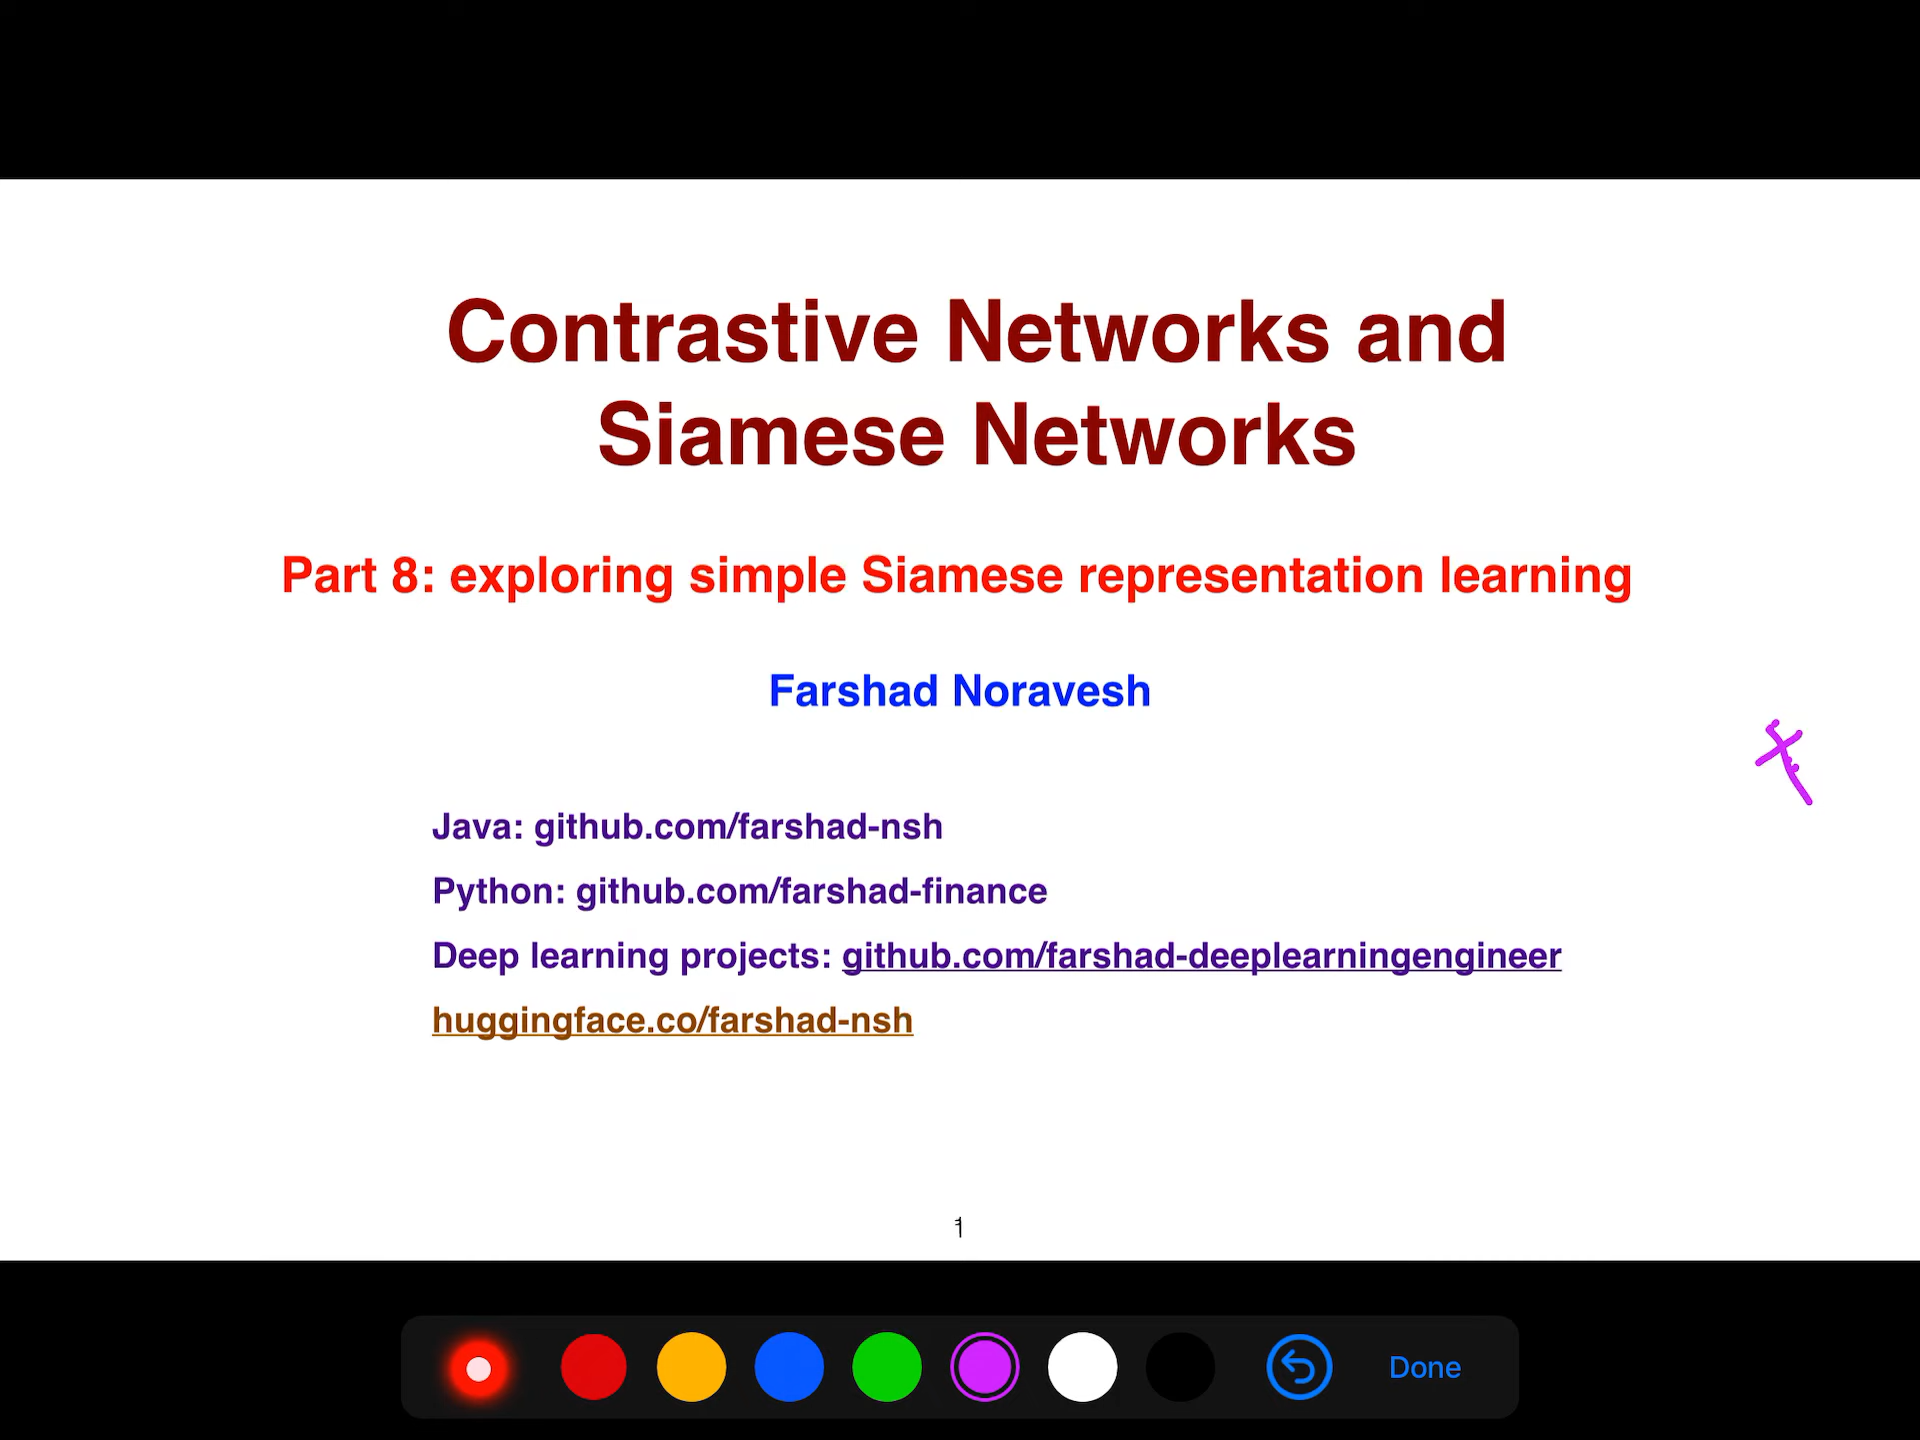 Contrastive Networks and
Siamese Networks
Part 8: exploring simple Siamese representation learning
Farshad Noravesh
Java: github.com/farshad-nsh
Python: github.com/farshad-finance
Deep learning projects: github.com/farshad-deeplearningengineer
huggingface.co/farshad-nsh
1
Done